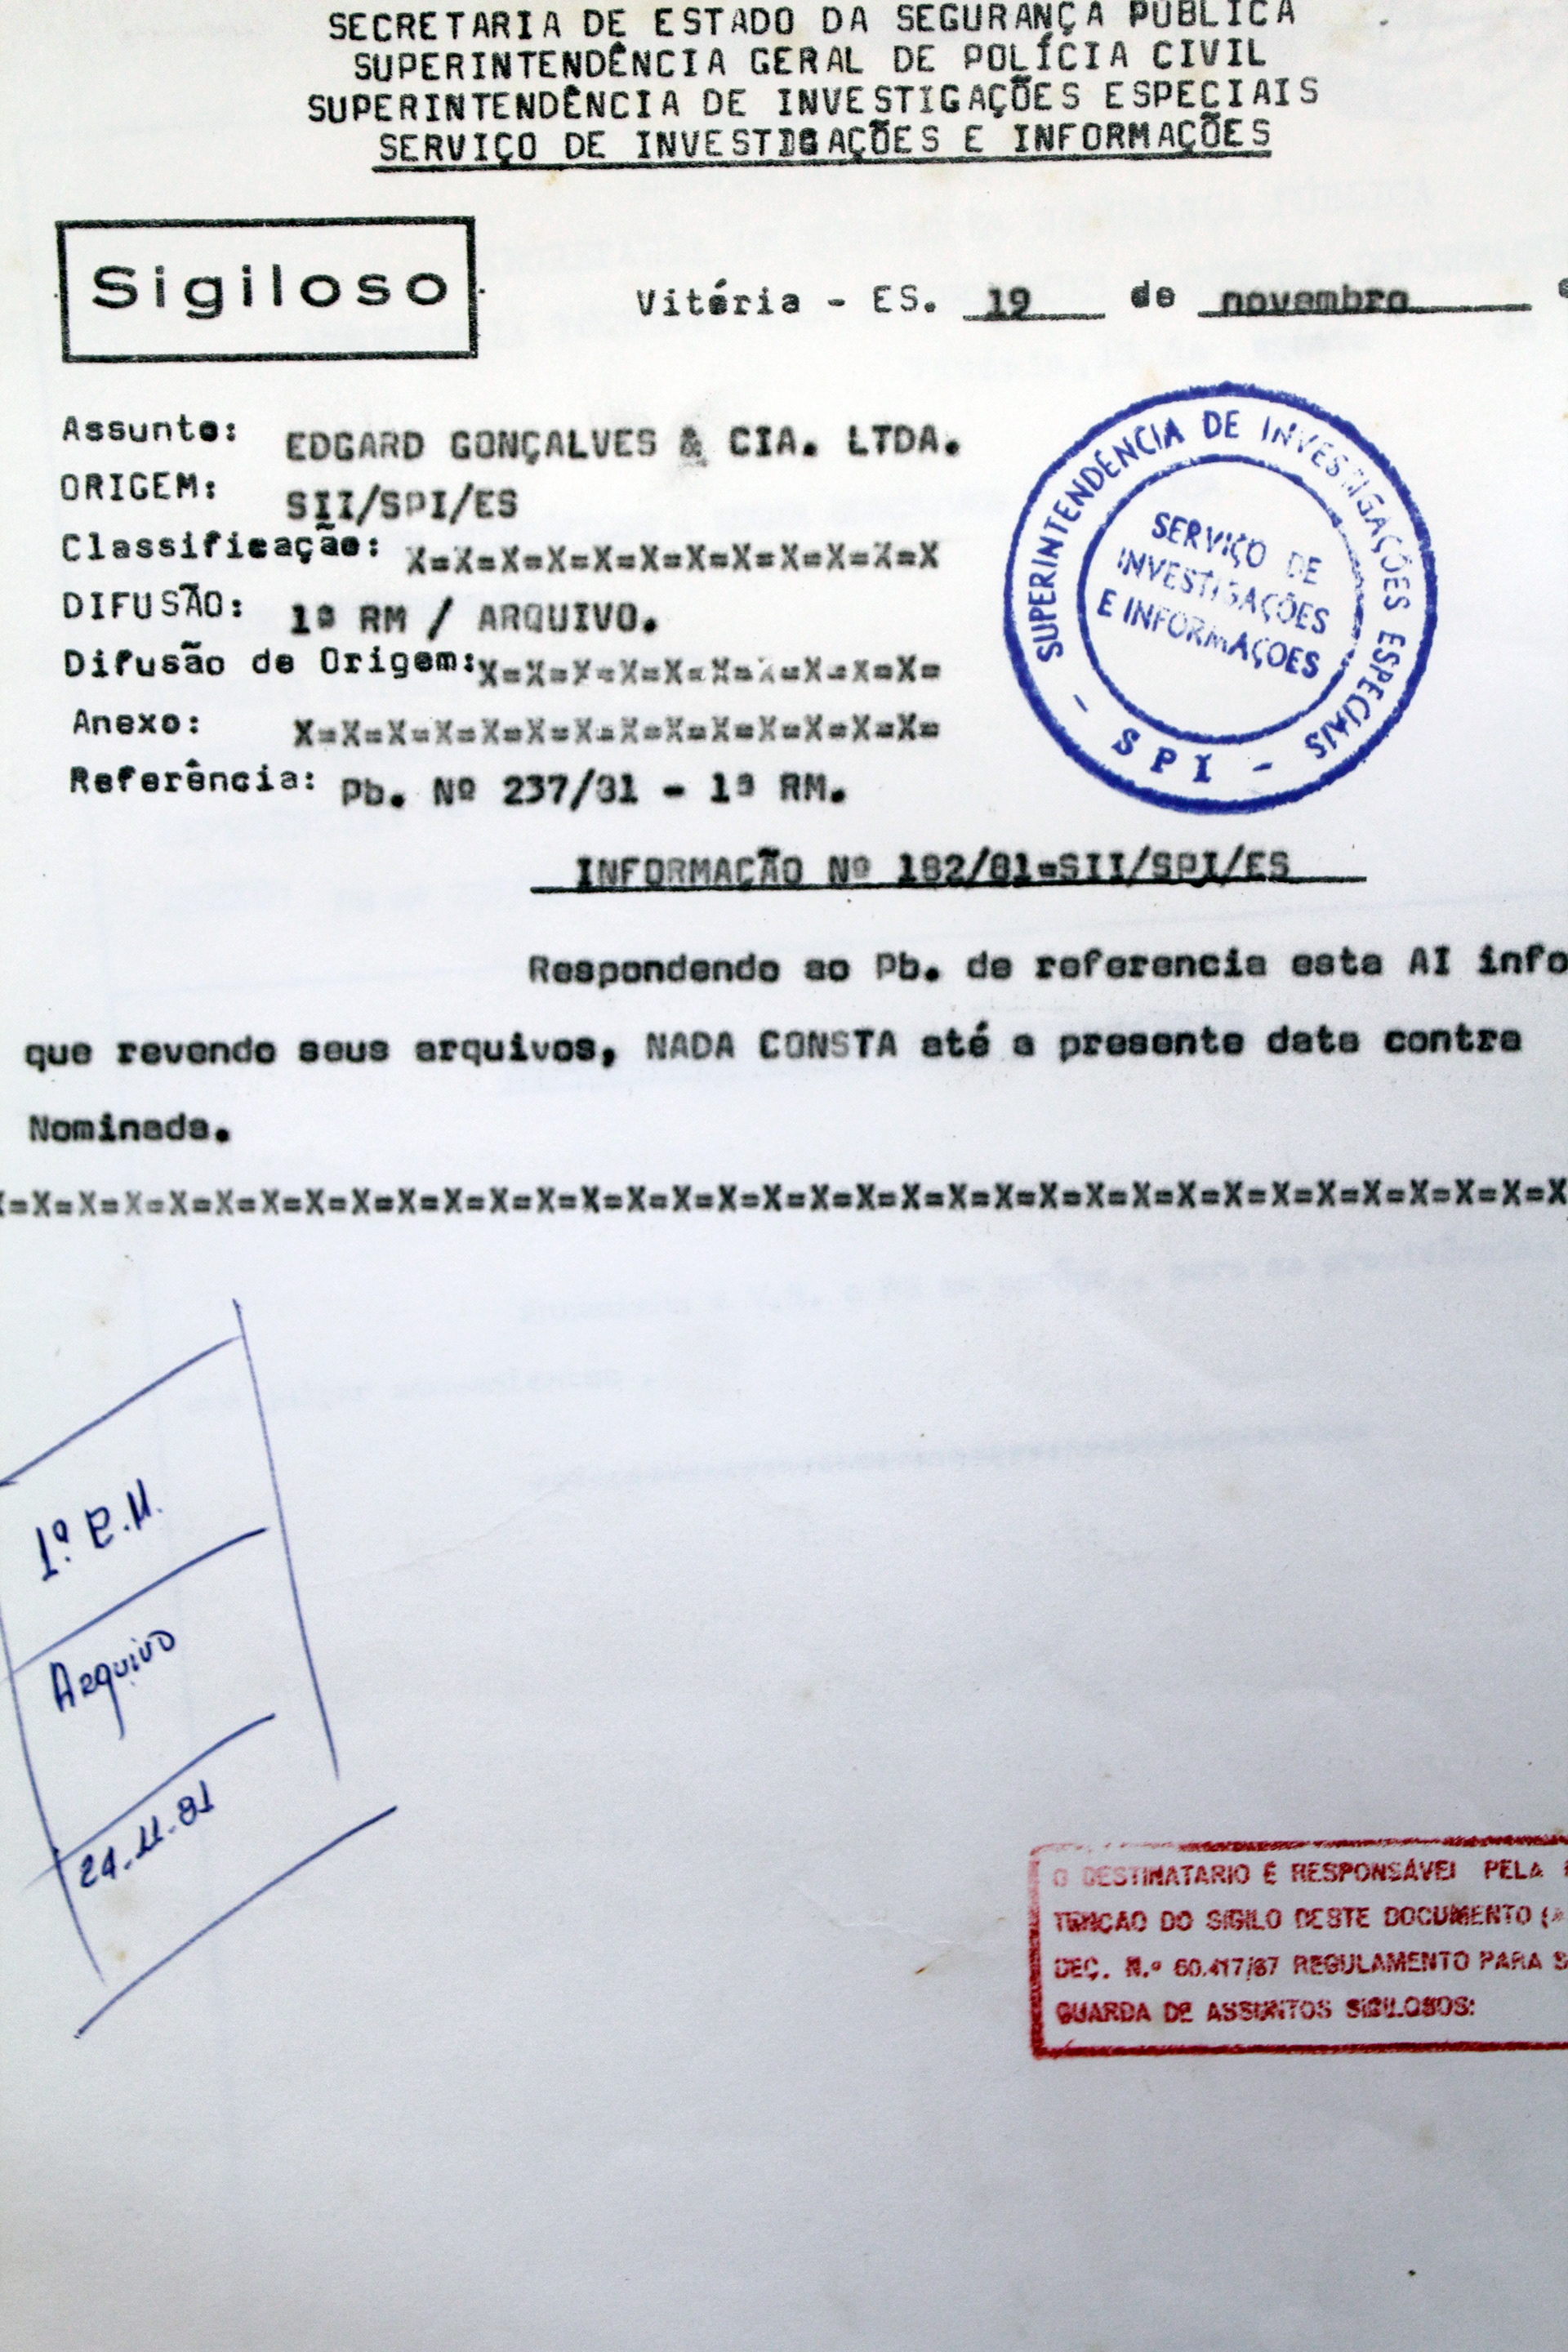 SECRETARIA DE ESTADO DA SEGURANÇA PÚBLICA
SUPERINTENDÊNCIA GERAL DE POLÍCIA CIVIL
SUPERINTENDÊNCIA DE INVESTIGAÇÕES ESPECIAIS
SERVIÇO DE INVESTIGAÇÕES E INFORMAÇÕES
Sigiloso
Vitória - ES. 19 de novembro
Assunto: EDGARD GONÇALVES & CIA. LTDA.
ORIGEM: SII/SPI/ES
Classificação: X=X=X=X=X=X=X=X=X=X=X=X
DIFUSÃO: 1ª RM / ARQUIVO.
Difusão de Origem: X=X=X=X=X=X=X=X=X=X=
Anexo: X=X=X=X=X=X=X=X=X=X=X=X=X=X=
Referência: Pb. Nº 237/81 - 1ª RM.
SUPERINTENDÊNCIA DE INVESTIGAÇÕES ESPECIAIS
SERVIÇO DE
INVESTIGAÇÕES
E INFORMAÇOES
- SPI -
INFORMAÇÃO Nº 182/81=SII/SPI/ES
Respondendo ao Pb. de referencia esta AI info
que revendo seus arquivos, NADA CONSTA até a presente data contra
Nominada.
X=X=X=X=X=X=X=X=X=X=X=X=X=X=X=X=X=X=X=X=X=X=X=X=X=X=X=X=X=X=X=X=X=X=X
1ª R.M.
Arquivo
24-11-81
O DESTINATARIO É RESPONSÁVEL PELA
TENÇAO DO SIGILO DESTE DOCUMENTO (
DEC. N.º 60.417/67 REGULAMENTO PARA S
GUARDA DE ASSUNTOS SIGILOSOS: